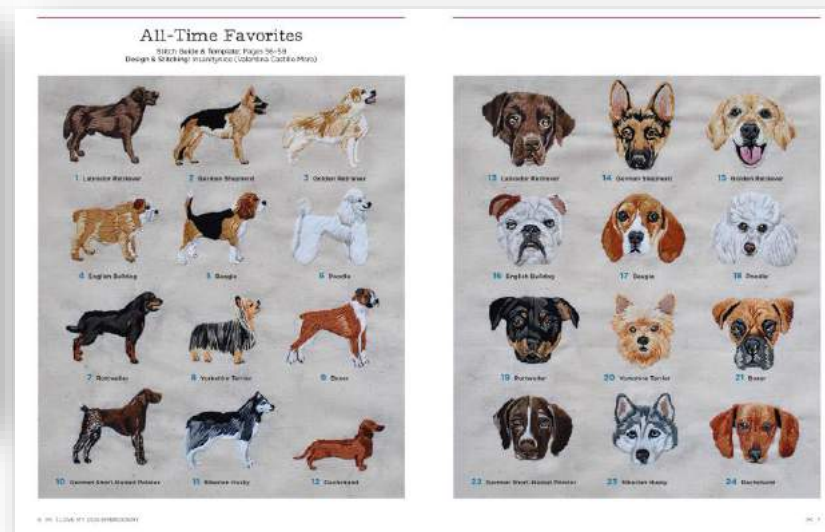 All-Time Favorites
Stitch Guide & Template: Pages 56–59
Design & Stitching: (Valentina Castillo Mora)
1 Labrador Retriever
2 German Shepherd
3 Golden Retriever
4 English Bulldog
5 Beagle
6 Poodle
7 Rottweiler
8 Yorkshire Terrier
9 Boxer
10 German Short-Haired Pointer
11 Siberian Husky
12 Dachshund
I LOVE MY DOG EMBROIDERY
13 Labrador Retriever
14 German Shepherd
15 Golden Retriever
16 English Bulldog
17 Beagle
18 Poodle
19 Rottweiler
20 Yorkshire Terrier
21 Boxer
22 German Short-Haired Pointer
23 Siberian Husky
24 Dachshund